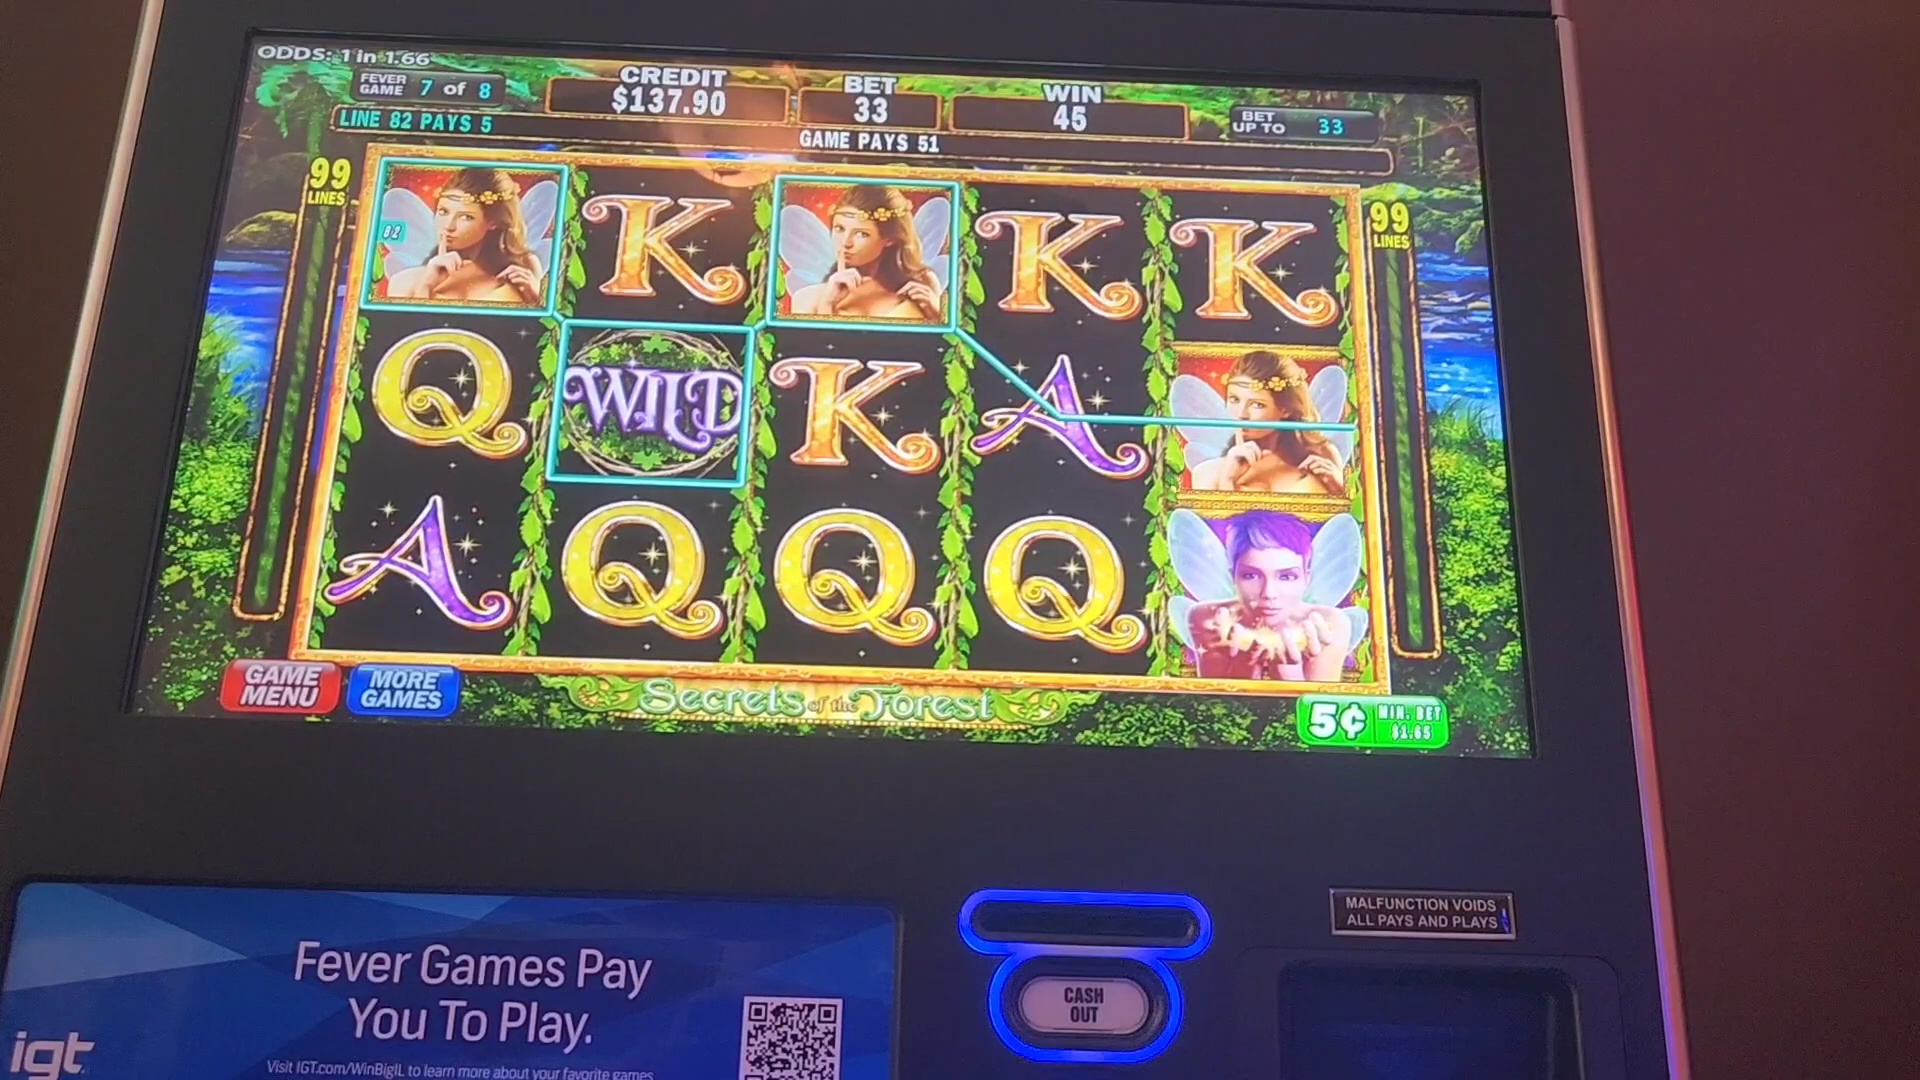 ODDS: 1 in 1.66
FEVER GAME 7 of 8
CREDIT
$137.90
BET
33
WIN
45
BET UP TO 33
LINE 82 PAYS 5
GAME PAYS 51
99
LINES
99
LINES
82
K
K
K
Q
WILD
K
A
A
Q
Q
Q
GAME
MENU
MORE
GAMES
Secrets of the Forest
5¢
MIN. BET
$1.65
MALFUNCTION VOIDS
ALL PAYS AND PLAYS
Fever Games Pay
You To Play.
CASH
OUT
igt
Visit IGT.com/WinBigIL to learn more about your favorite games